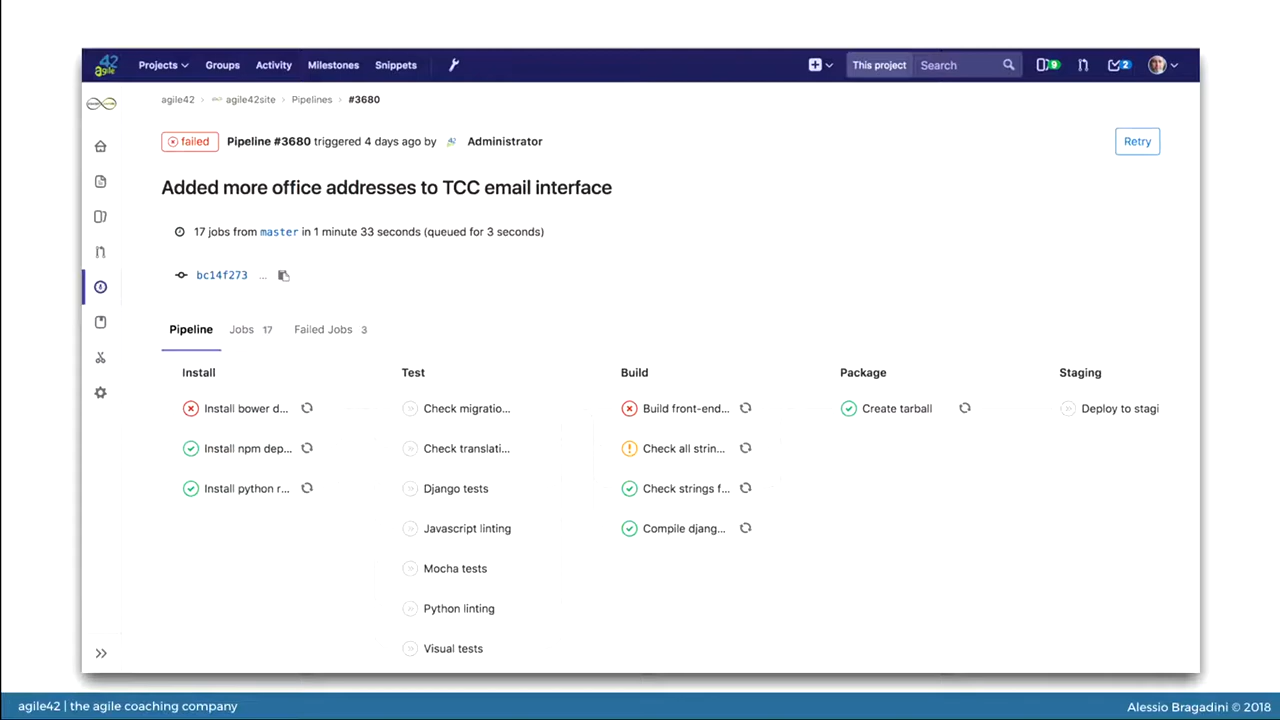 42 agile
Projects Groups Activity Milestones Snippets This project Search 9 2
agile42 › agile42site › Pipelines › #3680
failed Pipeline #3680 triggered 4 days ago by Administrator Retry
Added more office addresses to TCC email interface
17 jobs from master in 1 minute 33 seconds (queued for 3 seconds)
bc14f273 ...
Pipeline Jobs 17 Failed Jobs 3
Install Test Build Package Staging
Install bower d... Check migratio... Build front-end... Create tarball Deploy to stagi
Install npm dep... Check translati... Check all strin...
Install python r... Django tests Check strings f...
Javascript linting Compile djang...
Mocha tests
Python linting
Visual tests
agile42 | the agile coaching company Alessio Bragadini © 2018